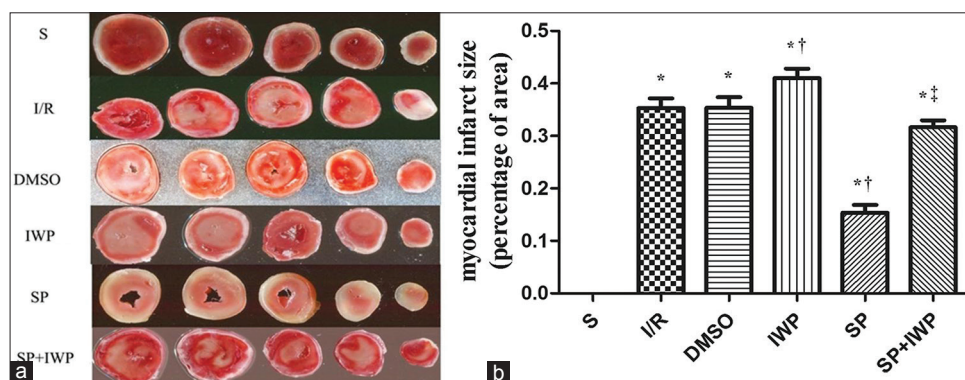 S
I/R
DMSO
IWP
SP
SP+IWP
a
myocardial infarct size
(percentage of area)
0.5
0.4
0.3
0.2
0.1
0.0
*
*
*†
*†
*‡
S
I/R
DMSO
IWP
SP
SP+IWP
b